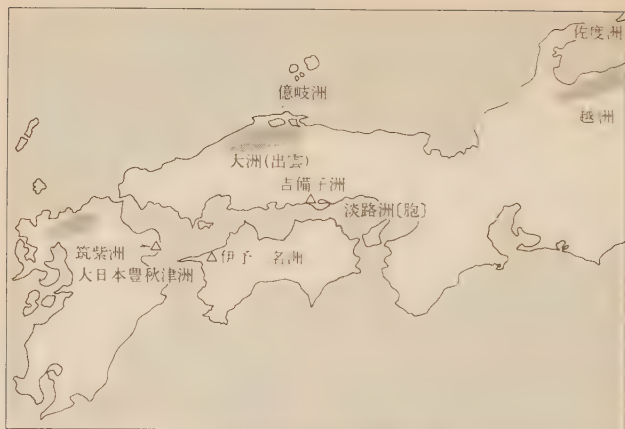 佐度洲
億岐洲
越洲
大洲(出雲)
吉備子洲
淡路洲〔胞〕
筑紫洲
伊予 名洲
大日本豊秋津洲